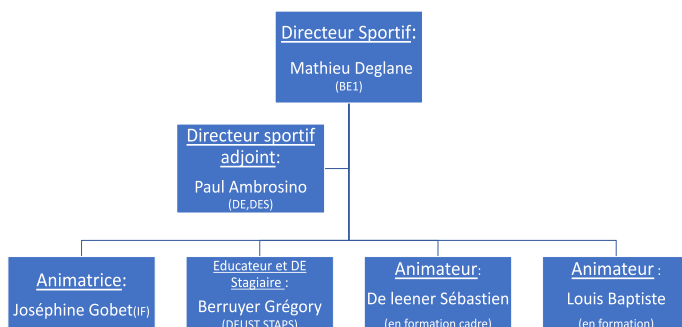 Directeur Sportif:
Mathieu Deglane
(BE1)
Directeur sportif
adjoint:
Paul Ambrosino
(DE,DES)
Animatrice:
Joséphine Gobet(IF)
Educateur et DE
Stagiaire :
Berruyer Grégory
(DEUST STAPS)
Animateur:
De leener Sébastien
(en formation cadre)
Animateur :
Louis Baptiste
(en formation)